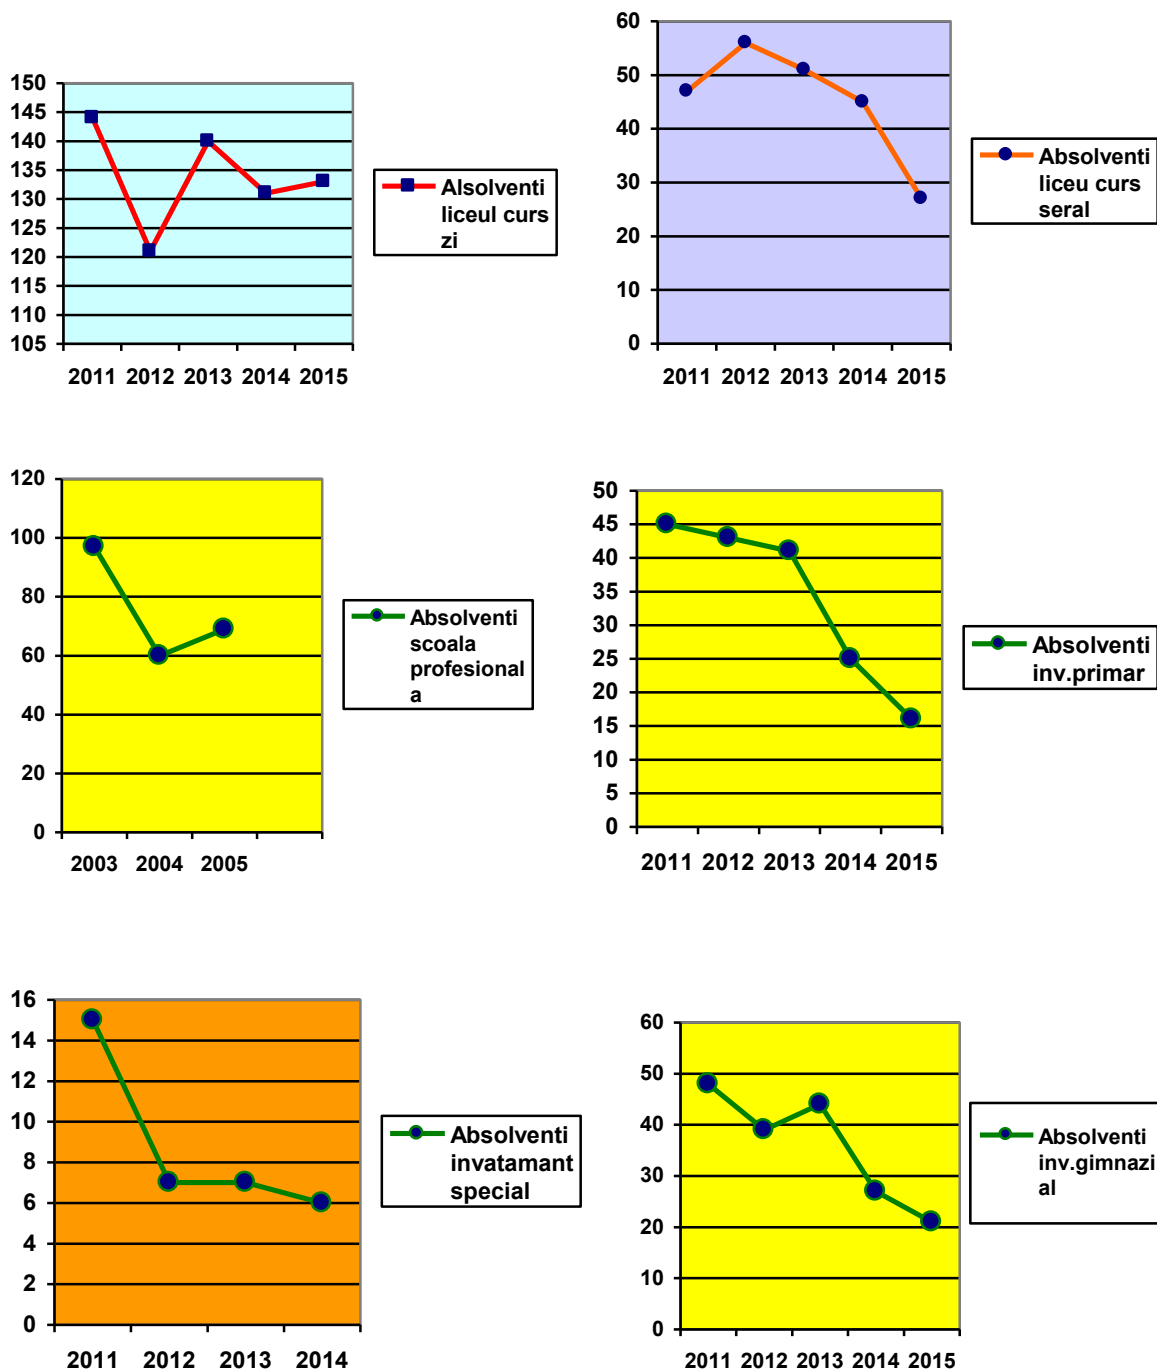 150
145
140
135
130
125
120
115
110
105
2011 2012 2013 2014 2015
Alsolventi
liceul curs
zi
60
50
40
30
20
10
0
2011 2012 2013 2014 2015
Absolventi
liceu curs
seral
120
100
80
60
40
20
0
2003 2004 2005
Absolventi
scoala
profesional
a
50
45
40
35
30
25
20
15
10
5
0
2011 2012 2013 2014 2015
Absolventi
inv.primar
16
14
12
10
8
6
4
2
0
2011 2012 2013 2014
Absolventi
invatamant
special
60
50
40
30
20
10
0
2011 2012 2013 2014 2015
Absolventi
inv.gimnazi
al